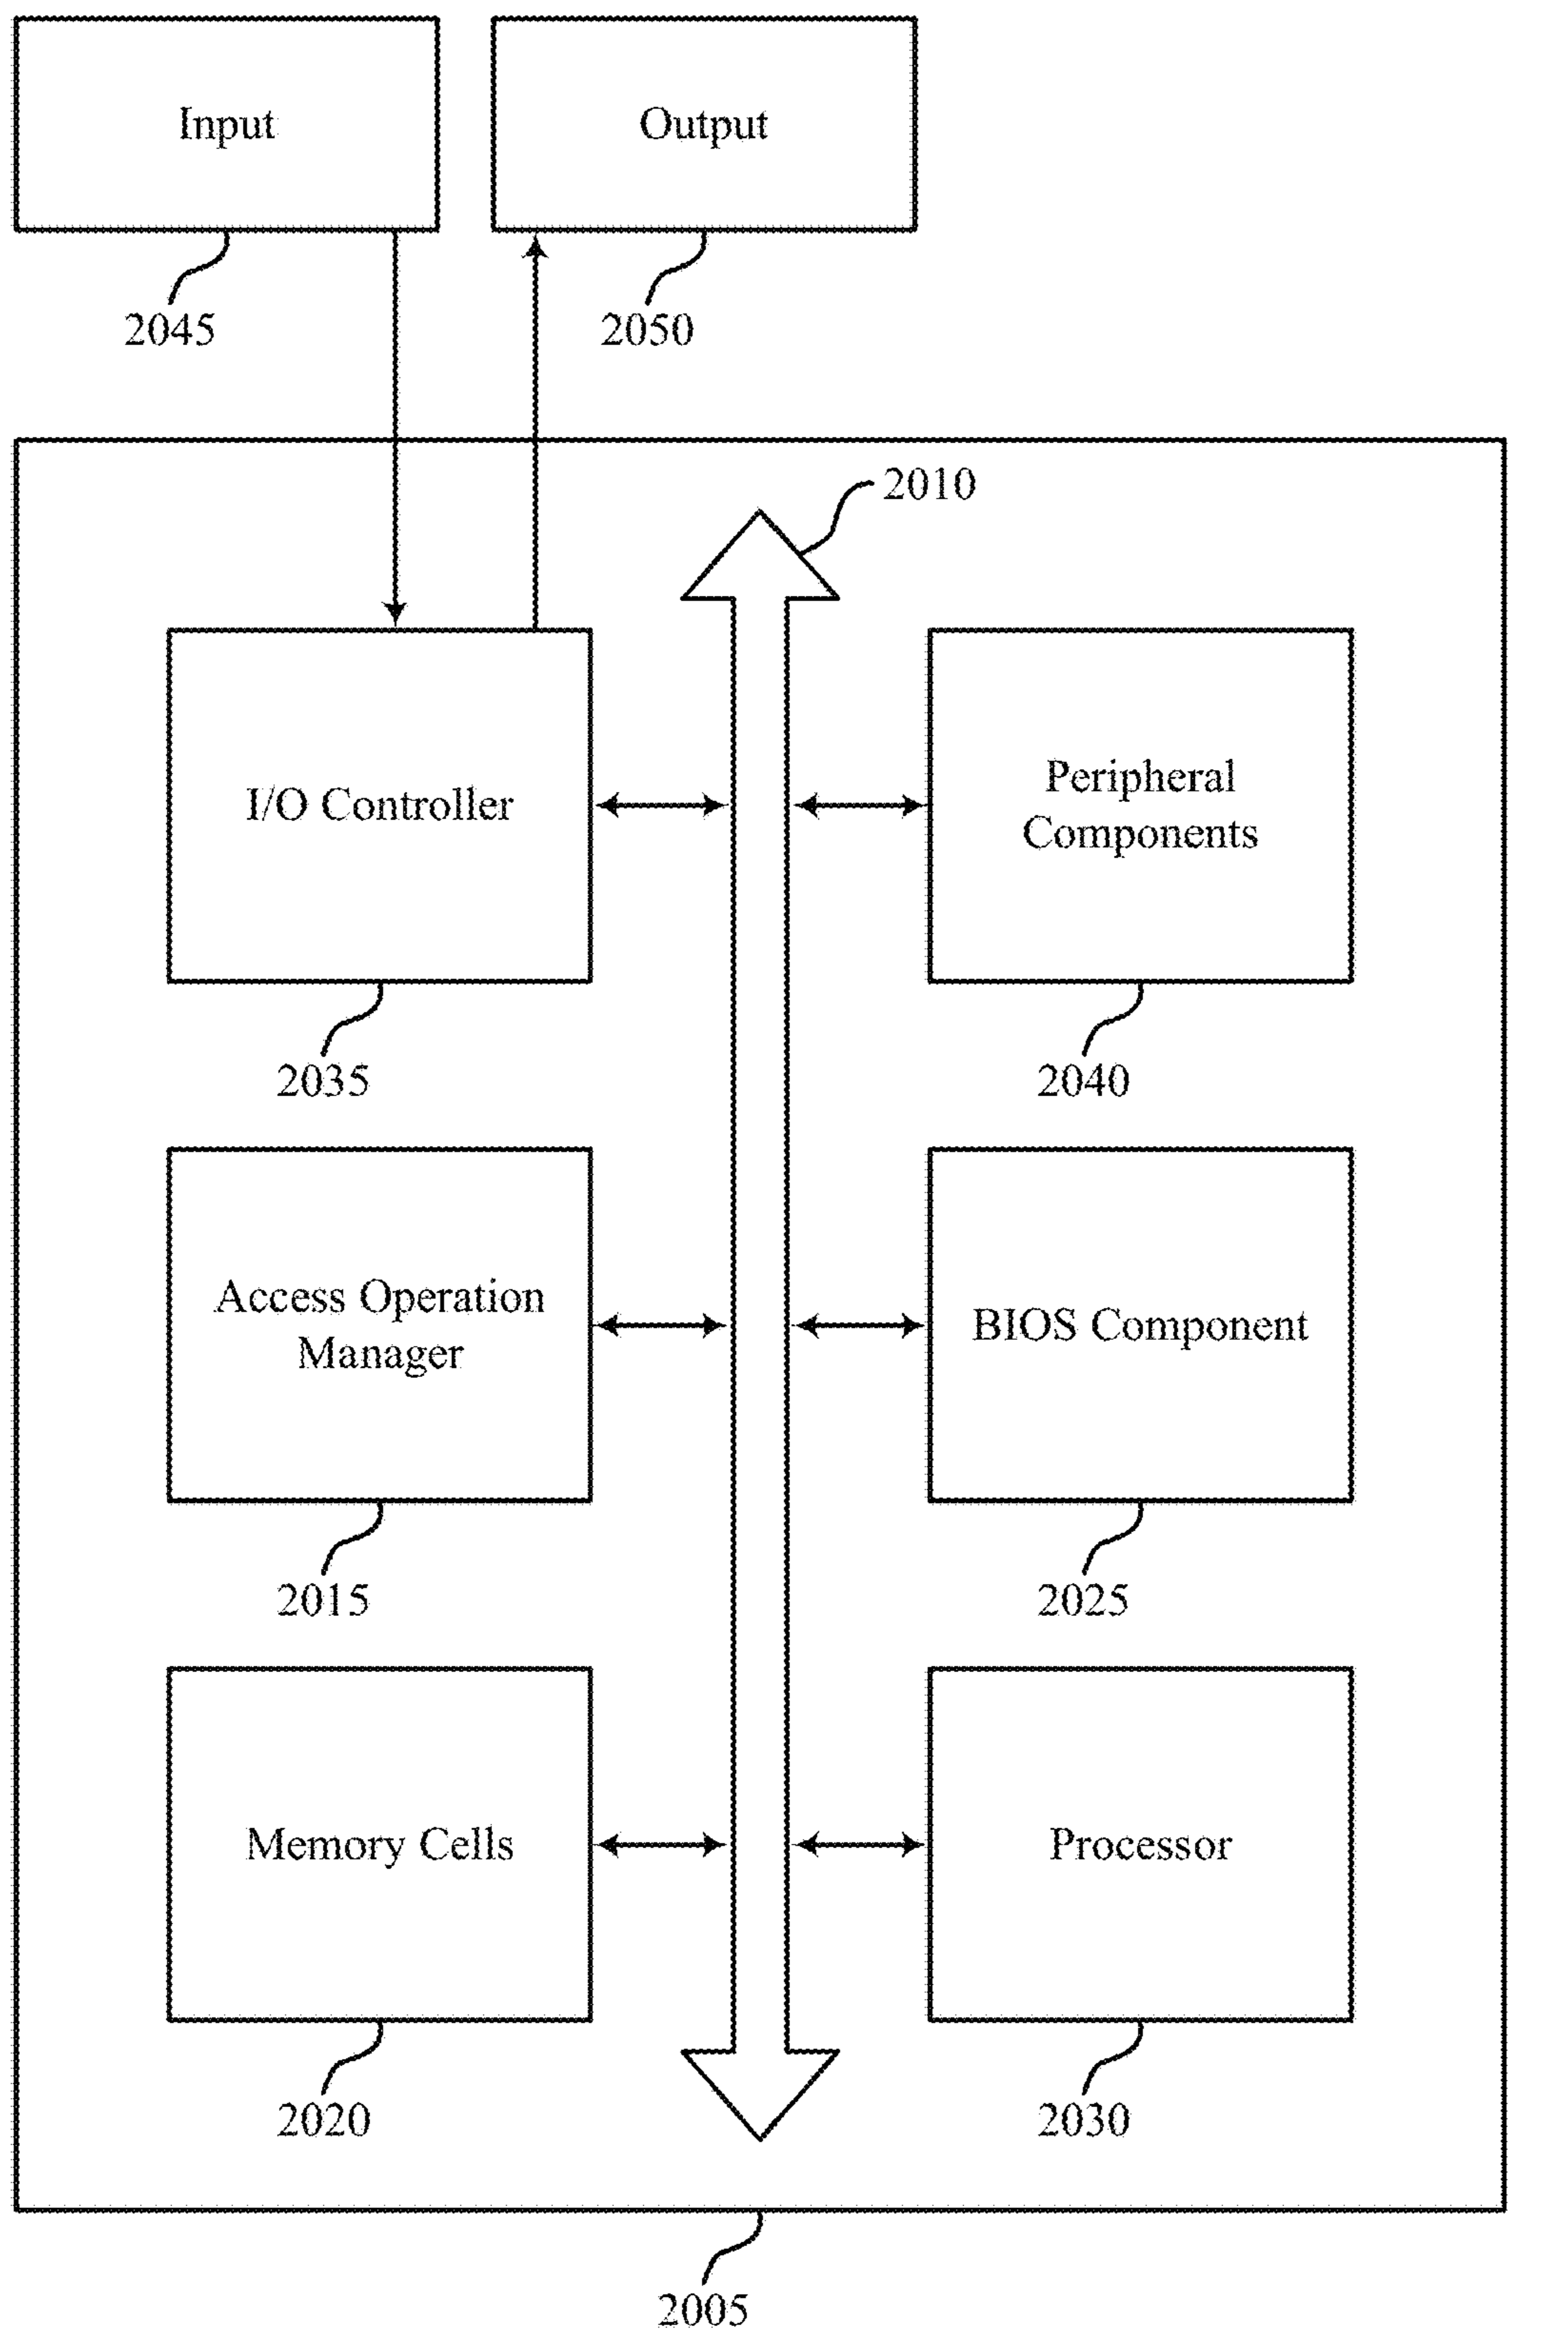 Input
Output
2045
2050
2010
I/O Controller
Peripheral
Components
2035
2040
Access Operation
Manager
BIOS Component
2015
2025
Memory Cells
Processor
2020
2030
2005